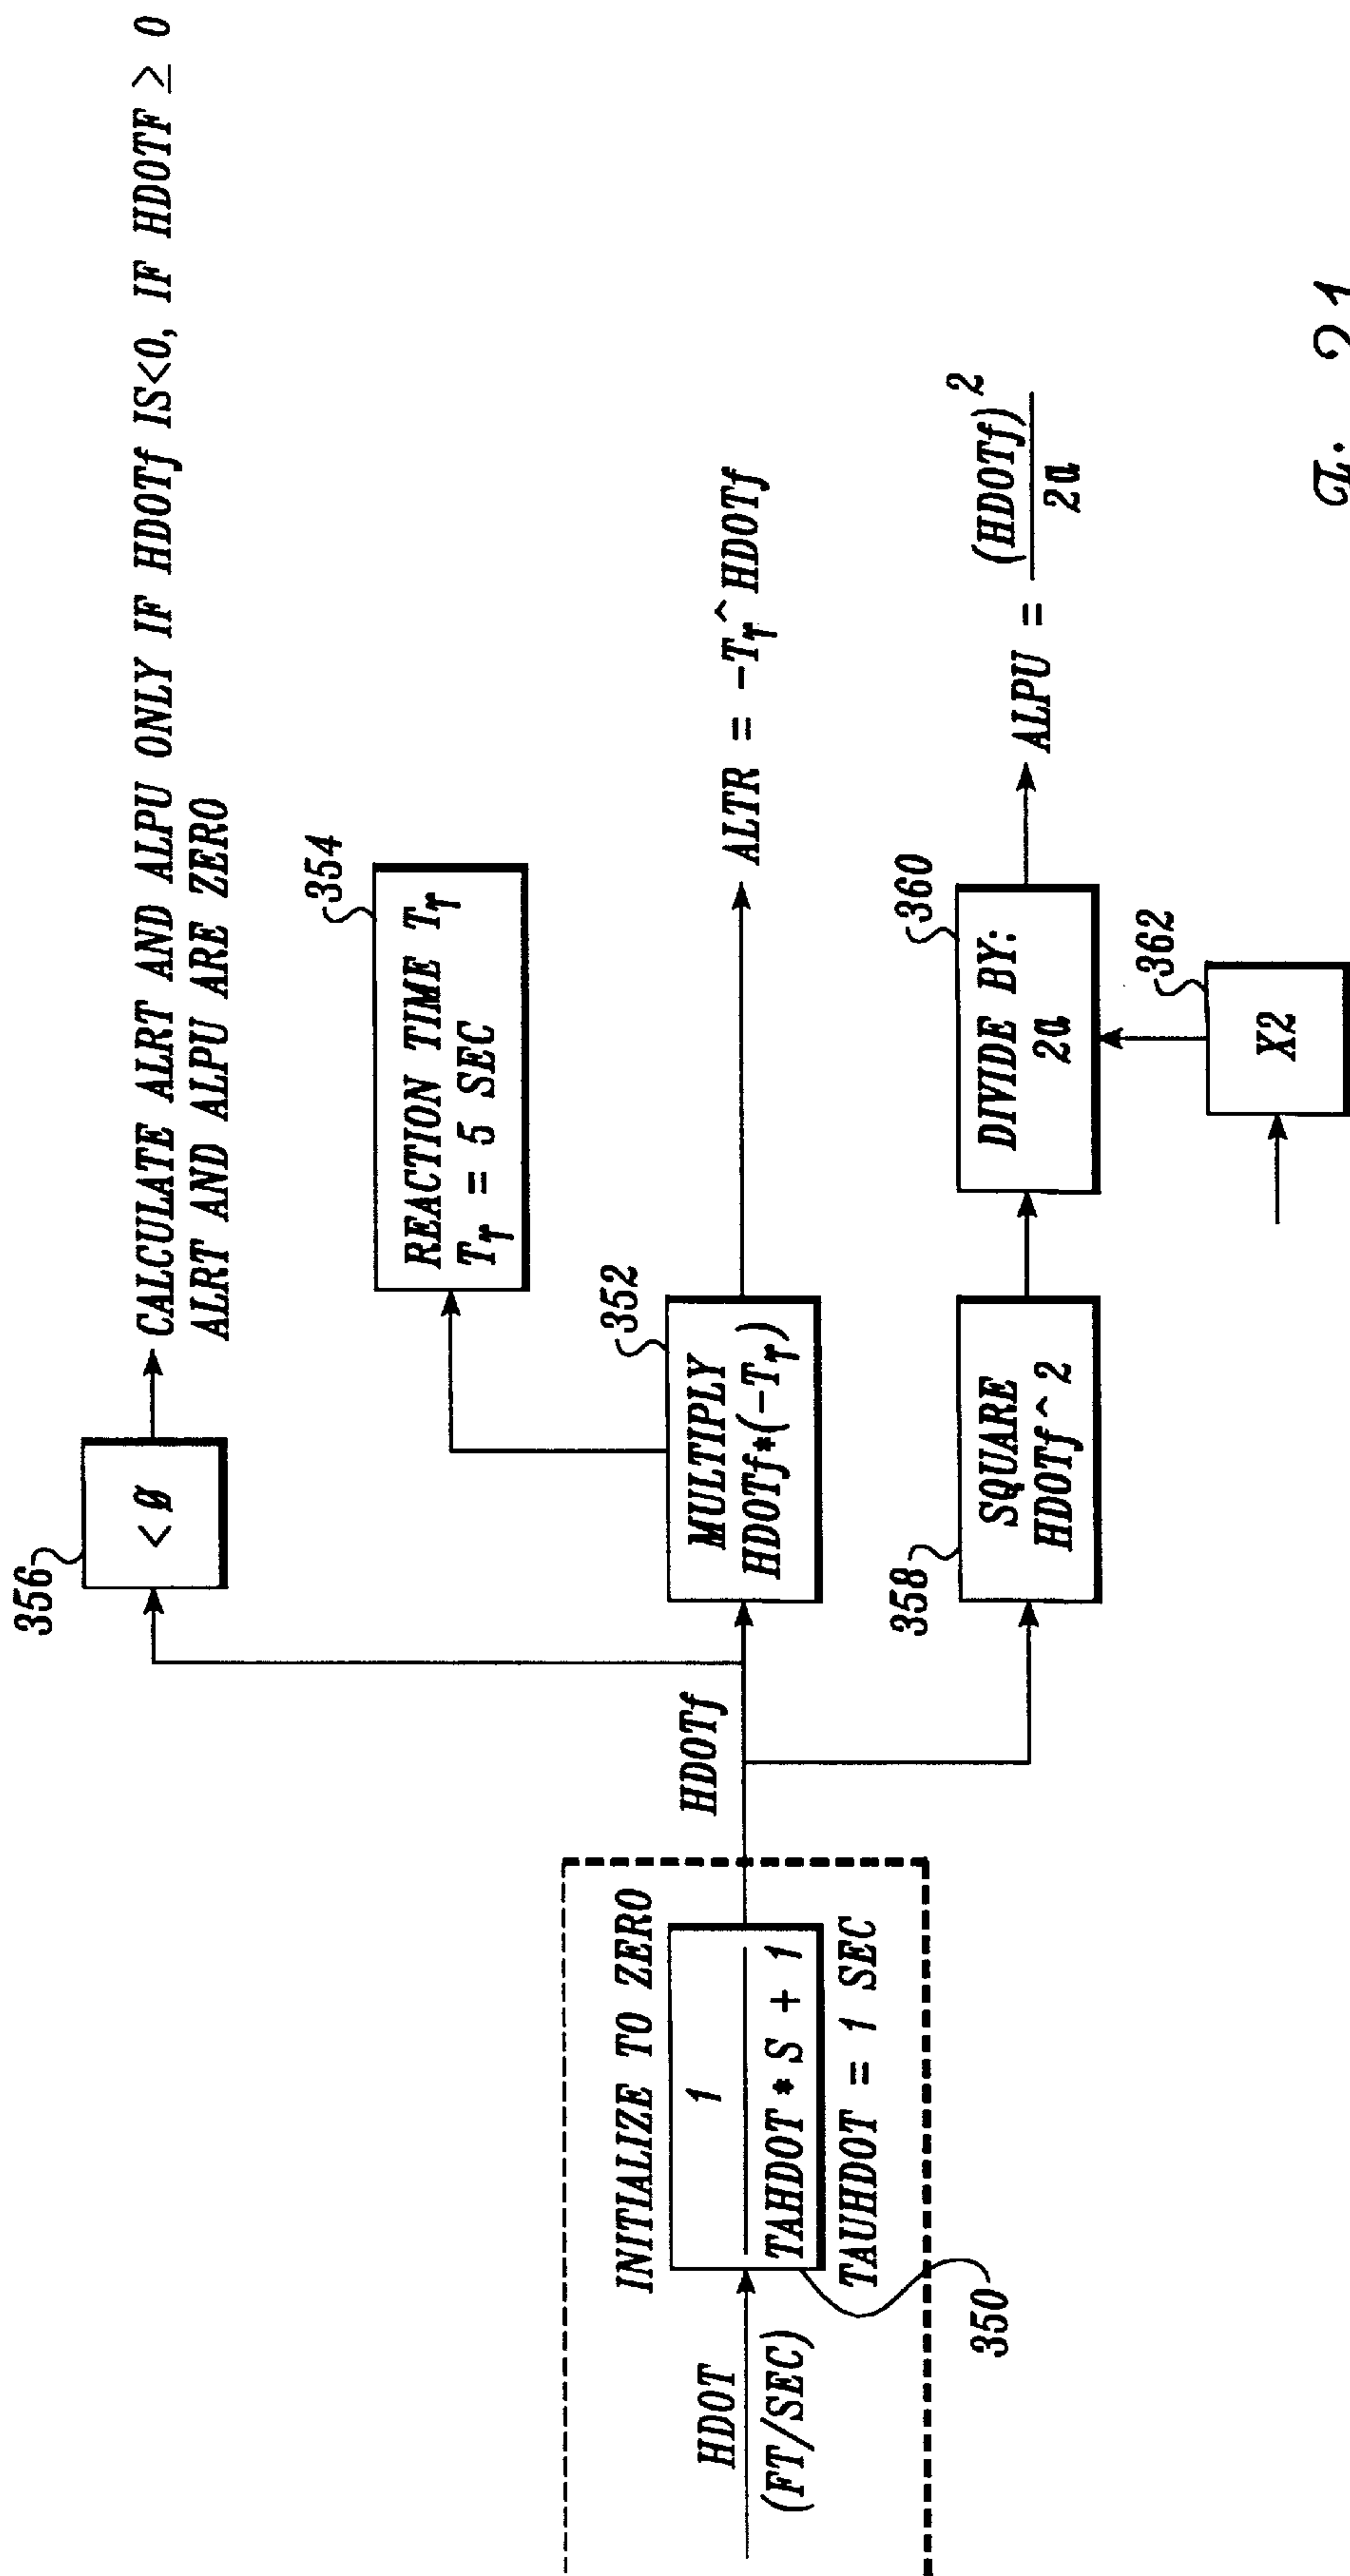 356
< Ø
CALCULATE ALRT AND ALPU ONLY IF HDOTf IS<0, IF HDOTF ≥ 0
ALRT AND ALPU ARE ZERO
354
REACTION TIME Tr
Tr = 5 SEC
352
MULTIPLY
HDOTf*(-Tr)
ALTR = -Tr^HDOTf
INITIALIZE TO ZERO
HDOT
(FT/SEC)
1
TAHDOT * S + 1
TAUHDOT = 1 SEC
350
HDOTf
358
SQUARE
HDOTf^2
360
DIVIDE BY:
2a
ALPU = (HDOTf)²
2a
362
X2